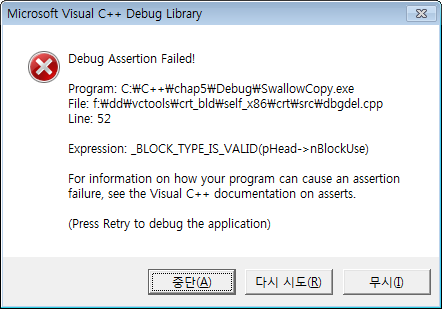 Microsoft Visual C++ Debug Library
Debug Assertion Failed!
Program: C:₩C++₩chap5₩Debug₩SwallowCopy.exe
File: f:₩dd₩vctools₩crt_bld₩self_x86₩crt₩src₩dbgdel.cpp
Line: 52
Expression: _BLOCK_TYPE_IS_VALID(pHead->nBlockUse)
For information on how your program can cause an assertion
failure, see the Visual C++ documentation on asserts.
(Press Retry to debug the application)
중단(A) 다시 시도(R) 무시(I)